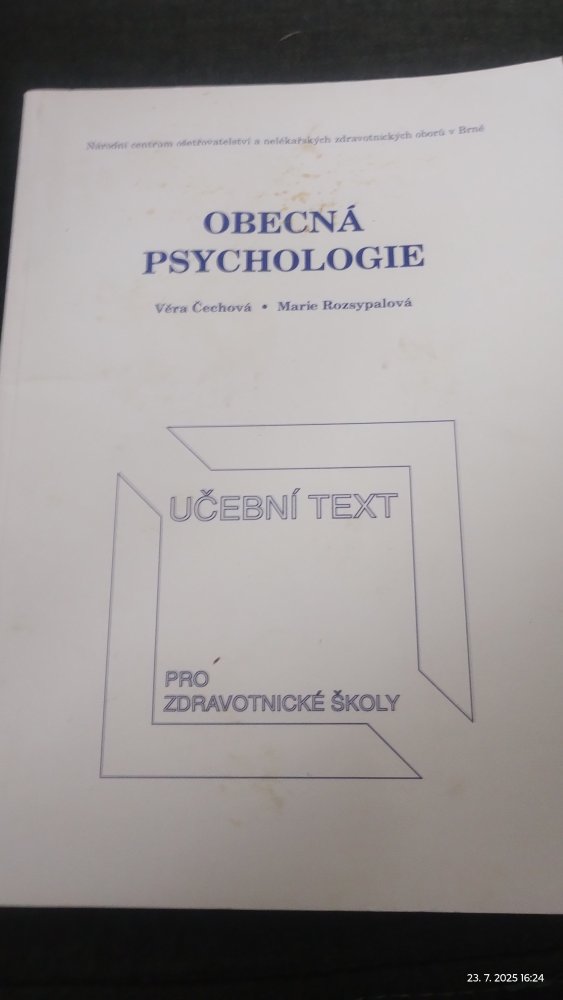 Národní centrum ošetřovatelství a nelékařských zdravotnických oborů v Brně
OBECNÁ
PSYCHOLOGIE
Věra Čechová • Marie Rozsypalová
UČEBNÍ TEXT
PRO
ZDRAVOTNICKÉ ŠKOLY
23. 7. 2025 16:24